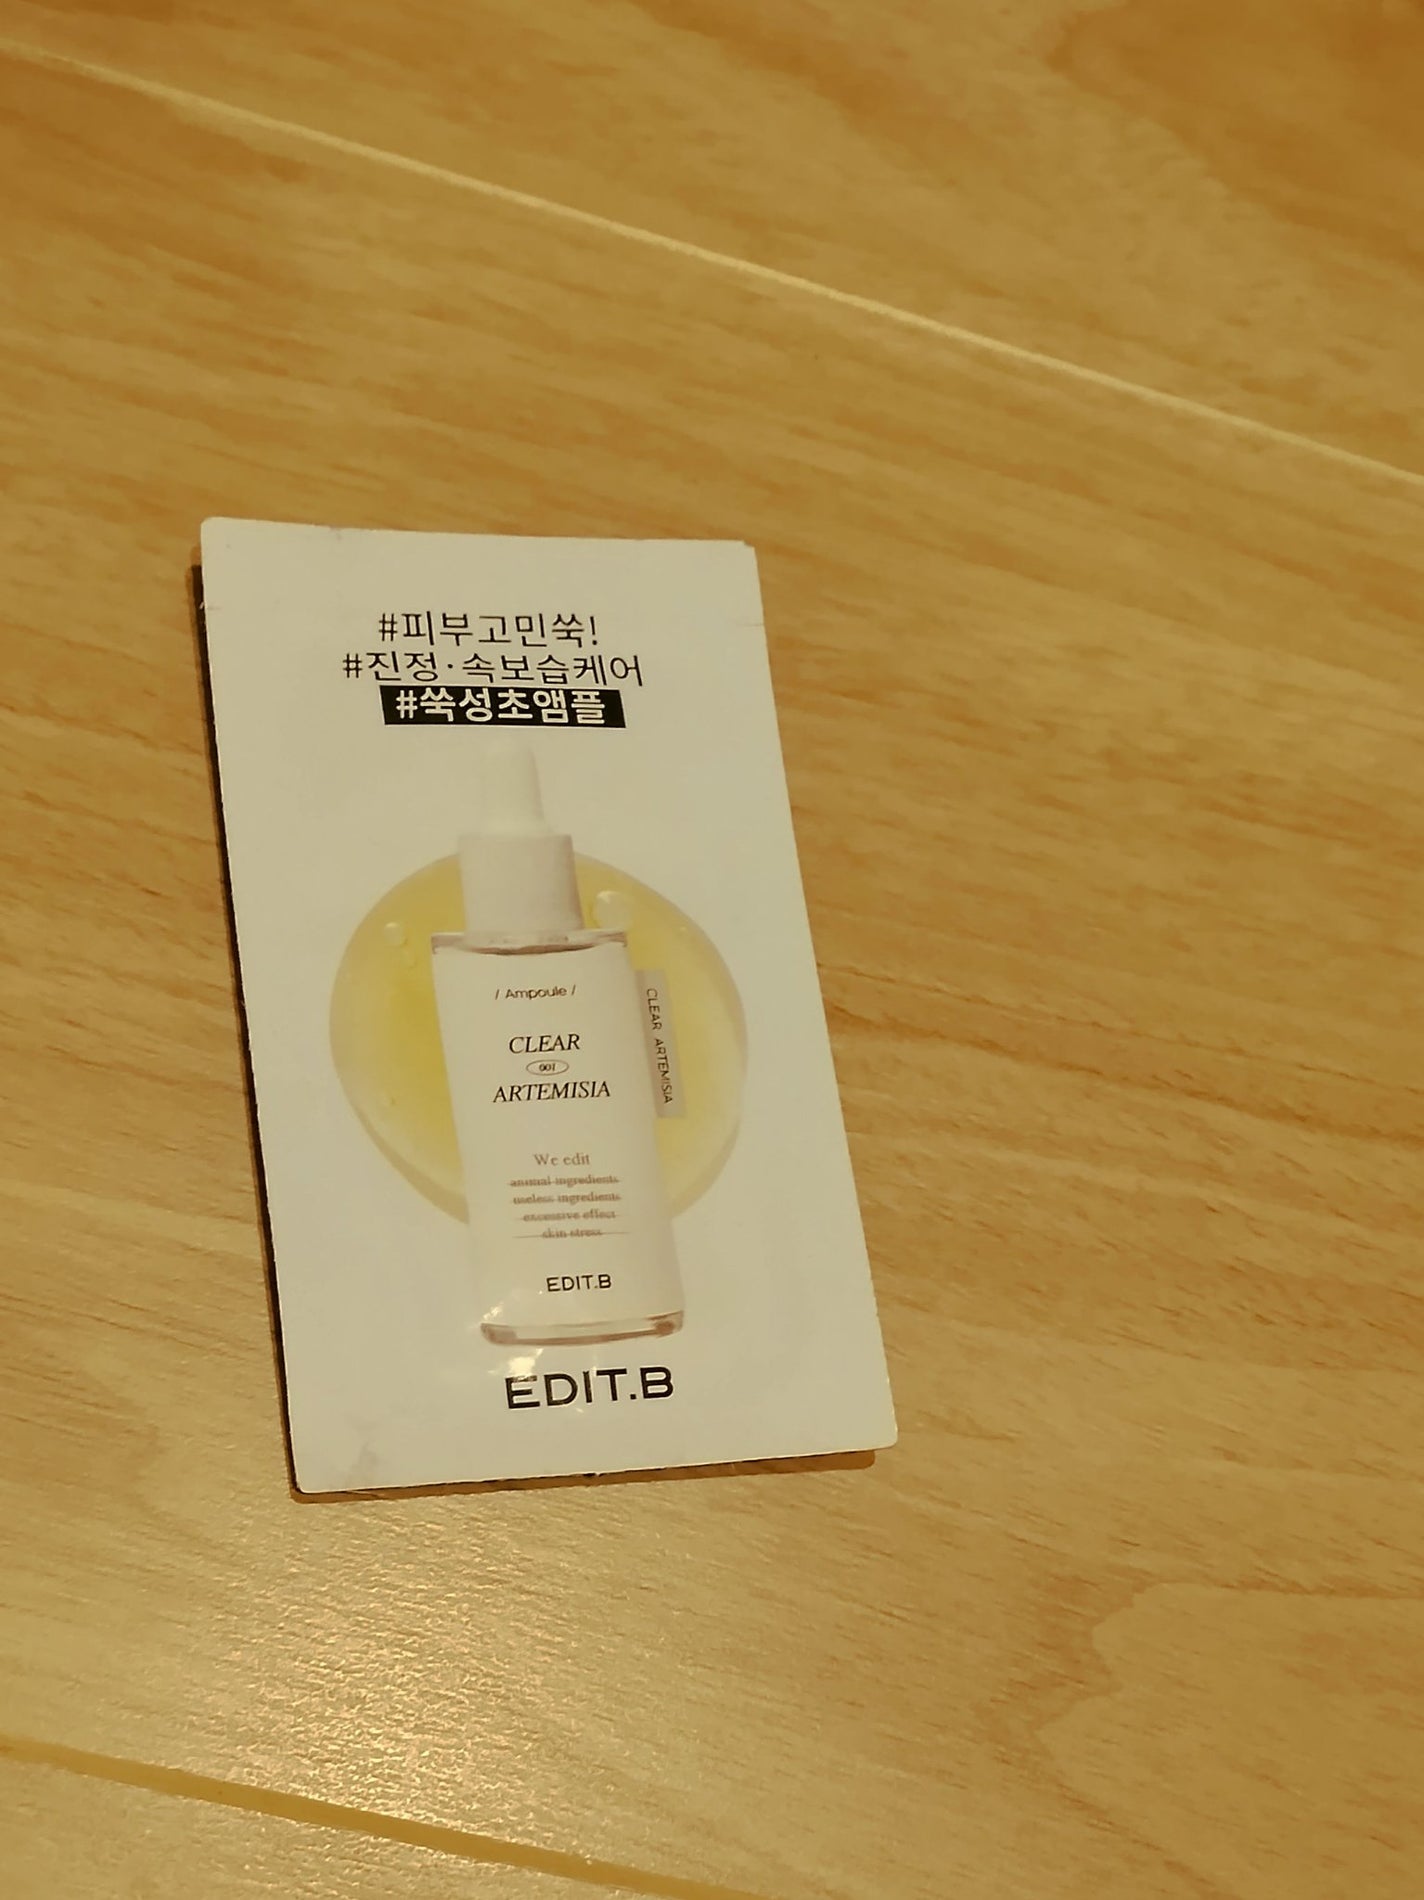 #피부고민쑥!
#진정·속보습케어
#쑥성초앰플
/ Ampoule /
CLEAR
001
ARTEMISIA
CLEAR ARTEMISIA
We edit
animal ingredients
useless ingredients
excessive effect
skin stress
EDIT.B
EDIT.B